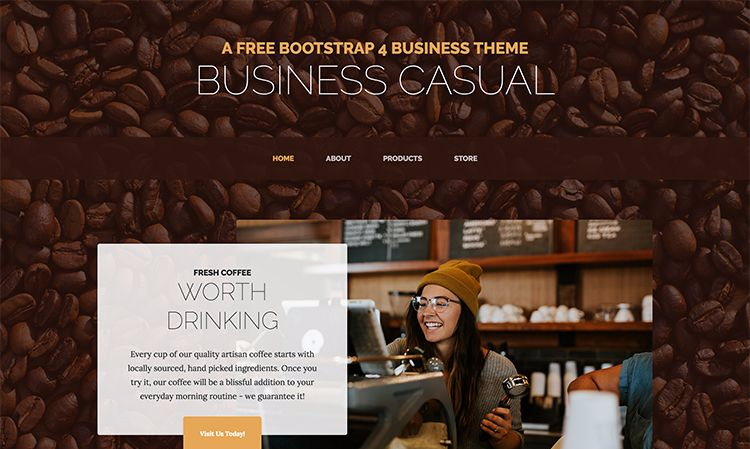 A FREE BOOTSTRAP 4 BUSINESS THEME
BUSINESS CASUAL
HOME ABOUT PRODUCTS STORE
FRESH COFFEE
WORTH
DRINKING
Every cup of our quality artisan coffee starts with
locally sourced, hand picked ingredients. Once you
try it, our coffee will be a blissful addition to your
everyday morning routine - we guarantee it!
Visit Us Today!